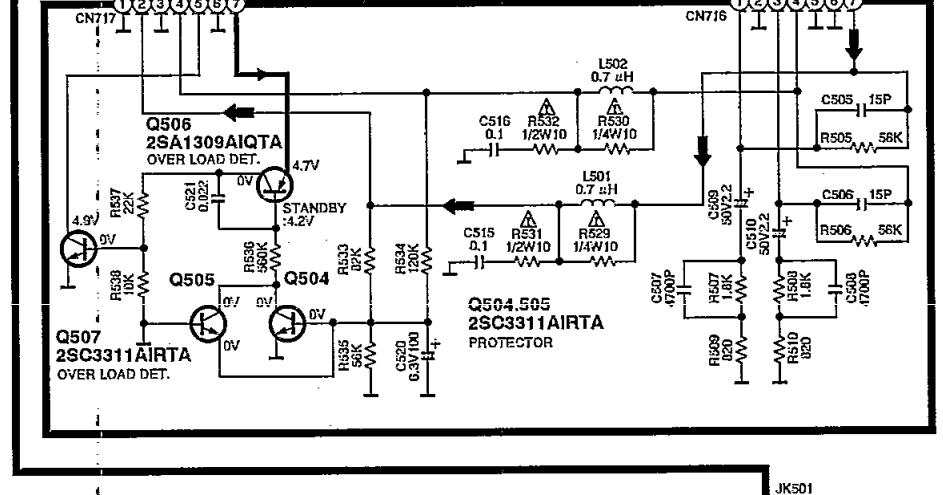 CN717
1 2 3 4 5 6 7
CN716
1 2 3 4 5 6 7
L502
0.7 uH
C516
0.1
R532
1/2W10
R530
1/4W10
C505
15P
R505
56K
Q506
2SA1309AIQTA
OVER LOAD DET.
4.7V
0V
C521
0.022
STANDBY
:4.2V
R537
22K
4.9V
0V
L501
0.7 uH
C515
0.1
R531
1/2W10
R529
1/4W10
C509
50V2.2
+
C510
50V2.2
+
C506
15P
R506
56K
R536
560K
R533
82K
R534
120K
R538
10K
Q505
0V
0V
Q504
0V
0V
Q507
2SC3311AIRTA
OVER LOAD DET.
R535
56K
C520
6.3V100
+
Q504.505
2SC3311AIRTA
PROTECTOR
C507
4700P
R507
1.8K
R508
1.8K
C508
4700P
R509
820
R510
820
JK501